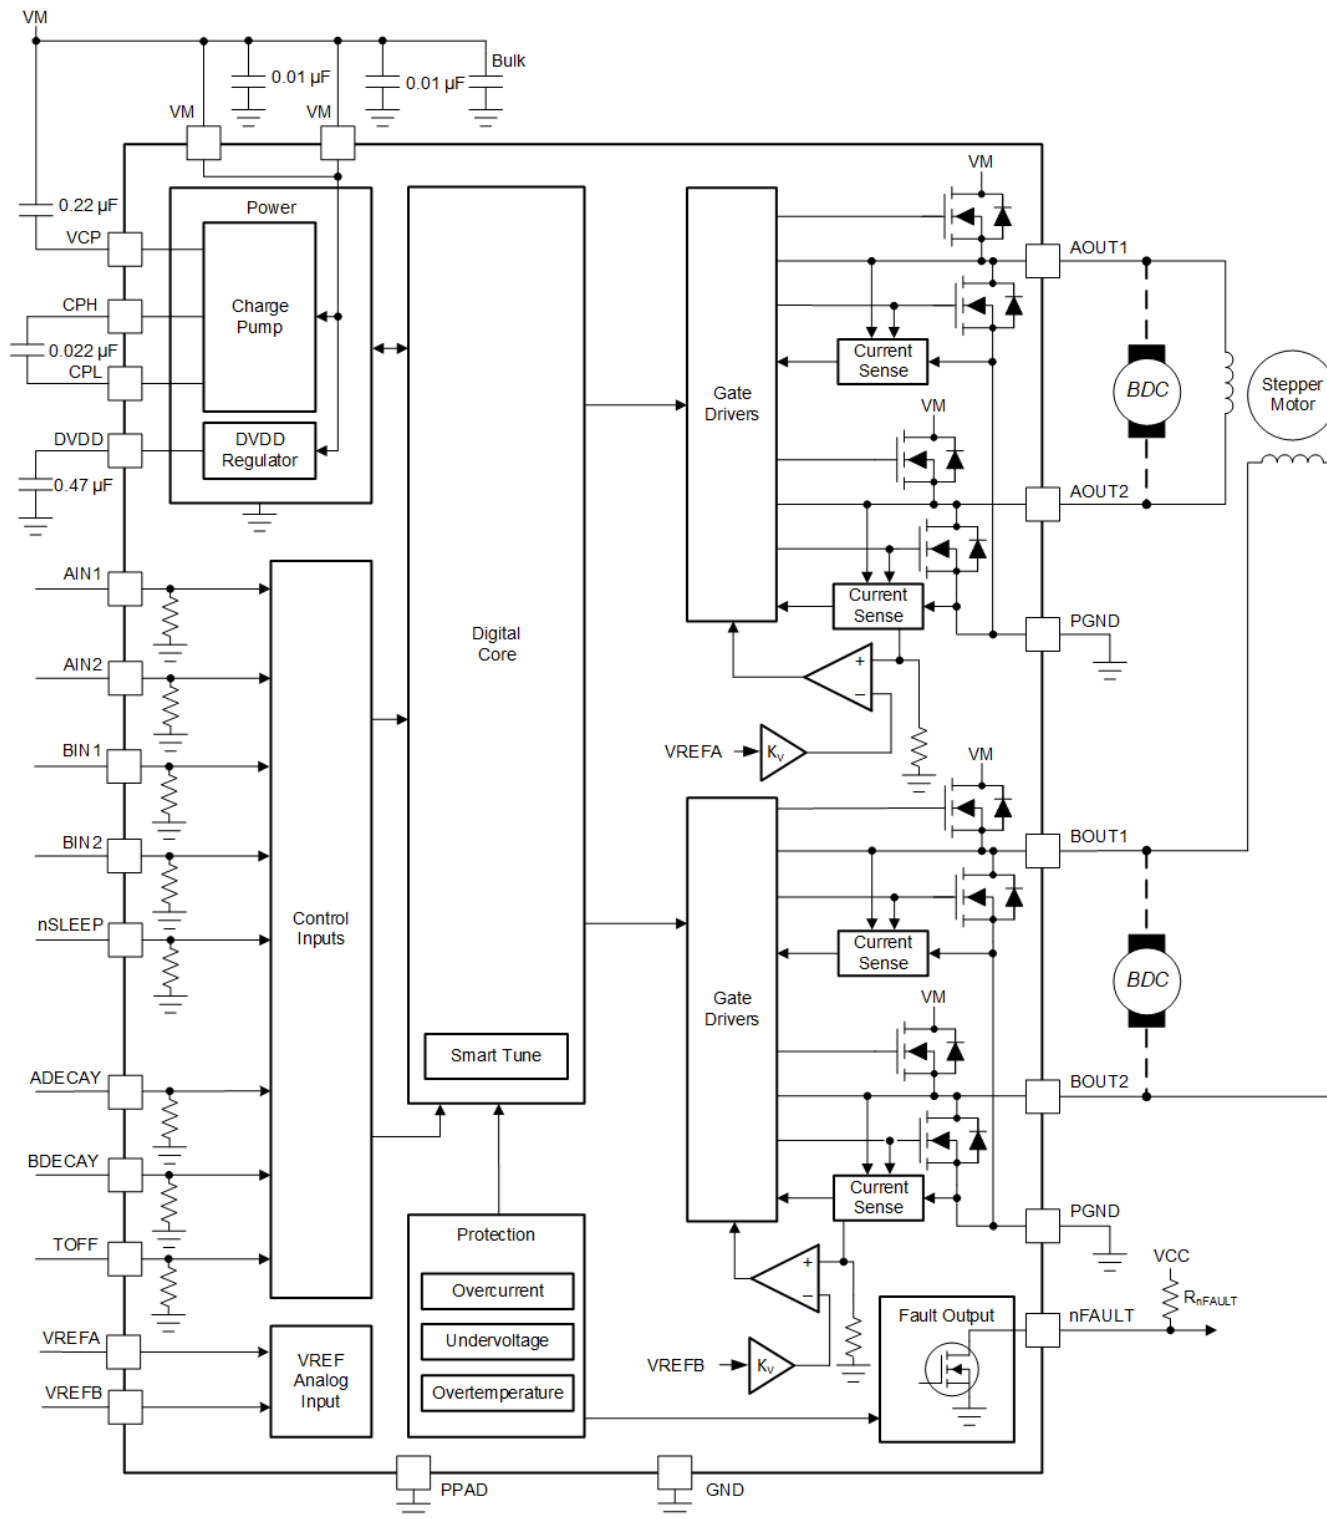 VM
Bulk
0.01 µF
0.01 µF
VM
VM
VM
0.22 µF
Power
VCP
AOUT1
CPH
Charge
Pump
0.022 µF
CPL
Current
Sense
BDC
Stepper
Motor
Gate
Drivers
VM
DVDD
DVDD
Regulator
0.47 µF
AOUT2
AIN1
Current
Sense
PGND
Digital
Core
AIN2
+
−
VREFA
KV
BIN1
VM
BIN2
BOUT1
nSLEEP
Control
Inputs
Current
Sense
BDC
Gate
Drivers
VM
Smart Tune
ADECAY
BOUT2
BDECAY
Current
Sense
PGND
Protection
TOFF
+
−
VCC
Overcurrent
RnFAULT
Fault Output
nFAULT
VREFA
Undervoltage
VREF
Analog
Input
VREFB
KV
VREFB
Overtemperature
PPAD
GND